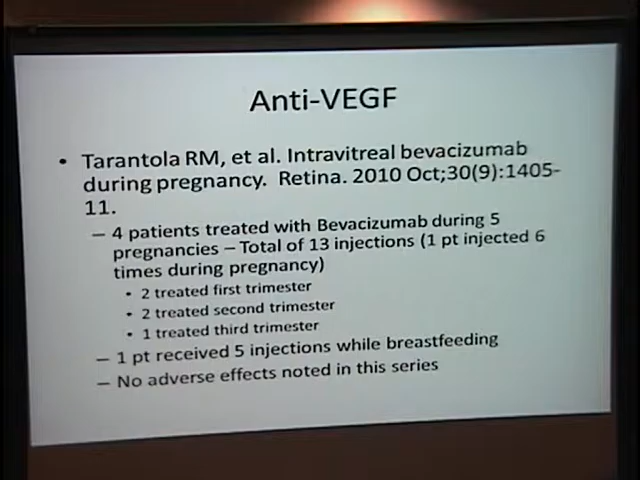 Anti-VEGF
• Tarantola RM, et al. Intravitreal bevacizumab
during pregnancy. Retina. 2010 Oct;30(9):1405-
11.
– 4 patients treated with Bevacizumab during 5
pregnancies – Total of 13 injections (1 pt injected 6
times during pregnancy)
• 2 treated first trimester
• 2 treated second trimester
• 1 treated third trimester
– 1 pt received 5 injections while breastfeeding
– No adverse effects noted in this series